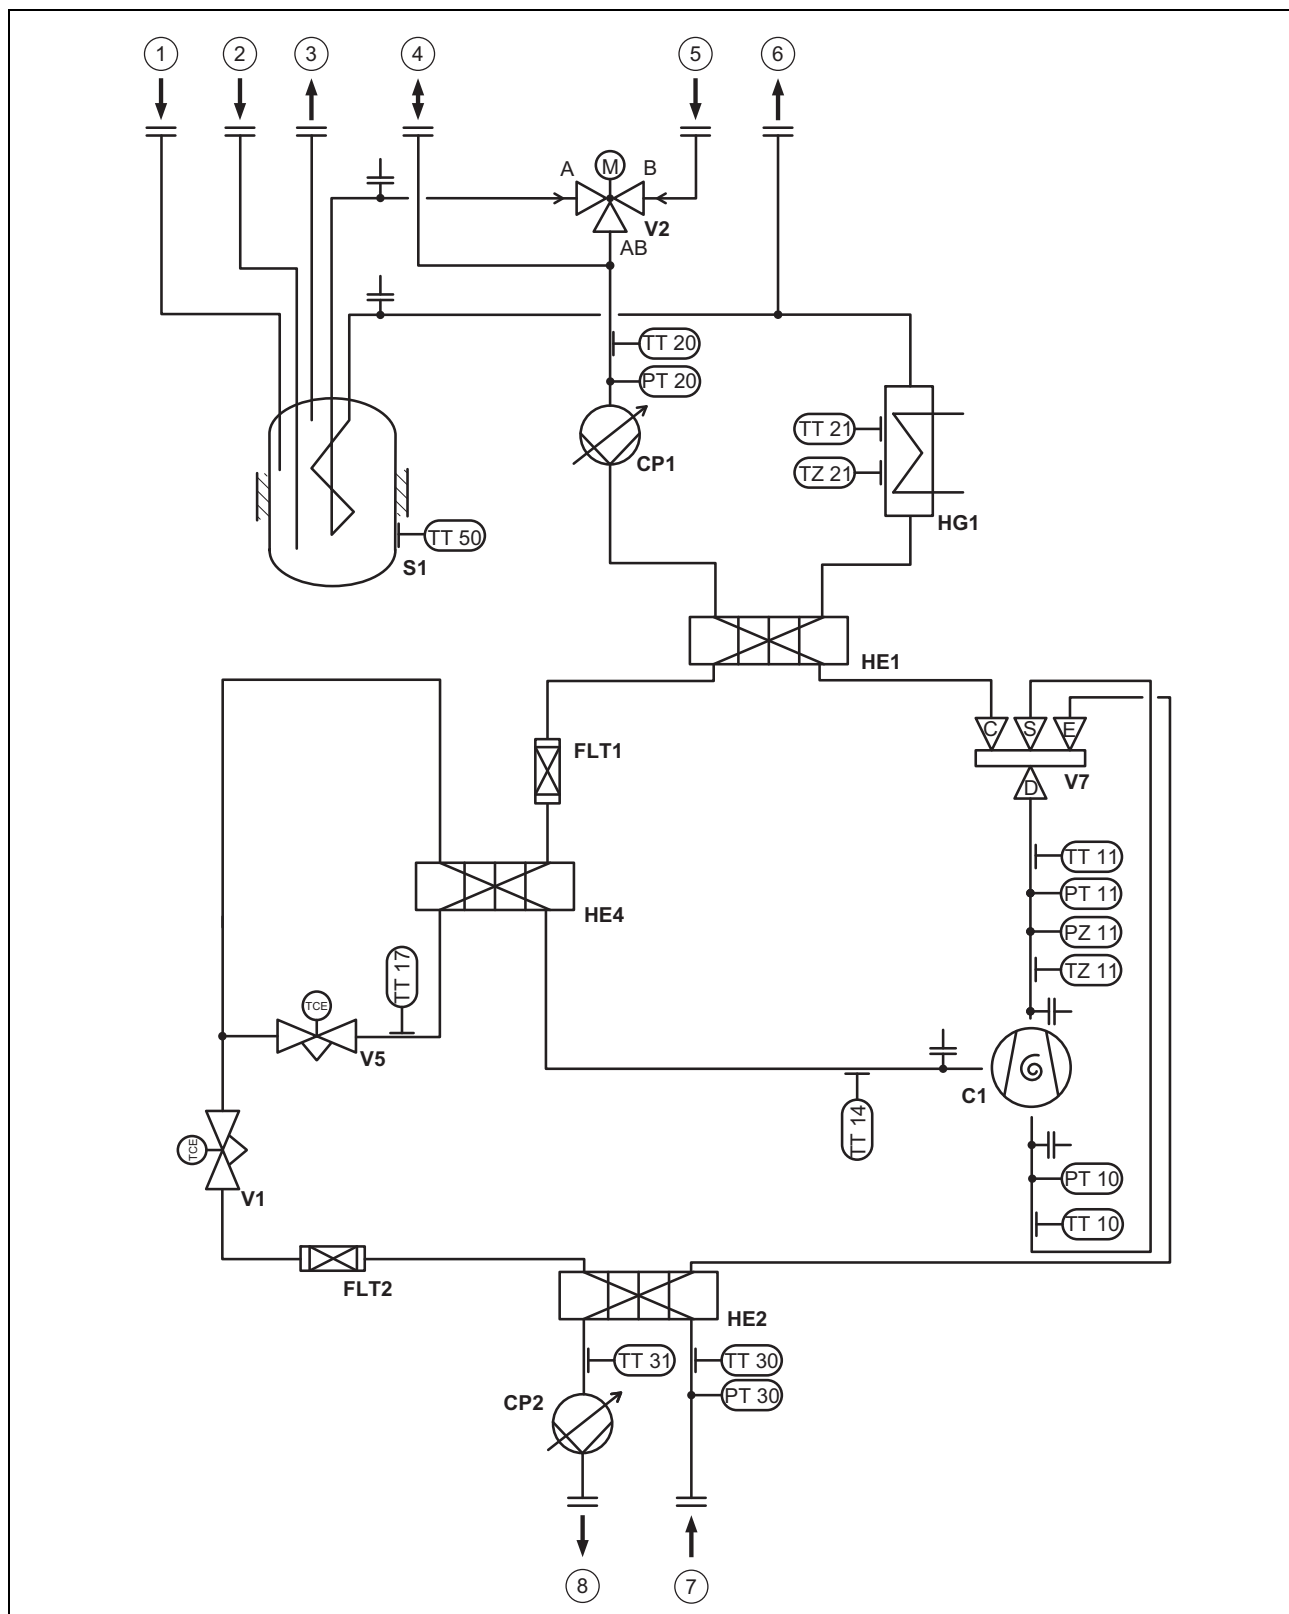 1
2
3
4
5
6
M
A
B
V2
AB
TT 20
PT 20
CP1
TT 21
TZ 21
HG1
TT 50
S1
HE1
C
S
E
V7
D
FLT1
TT 11
PT 11
PZ 11
TZ 11
HE4
TT 17
TCE
V5
C1
TT 14
TCE
V1
PT 10
TT 10
FLT2
HE2
TT 31
TT 30
PT 30
CP2
8
7